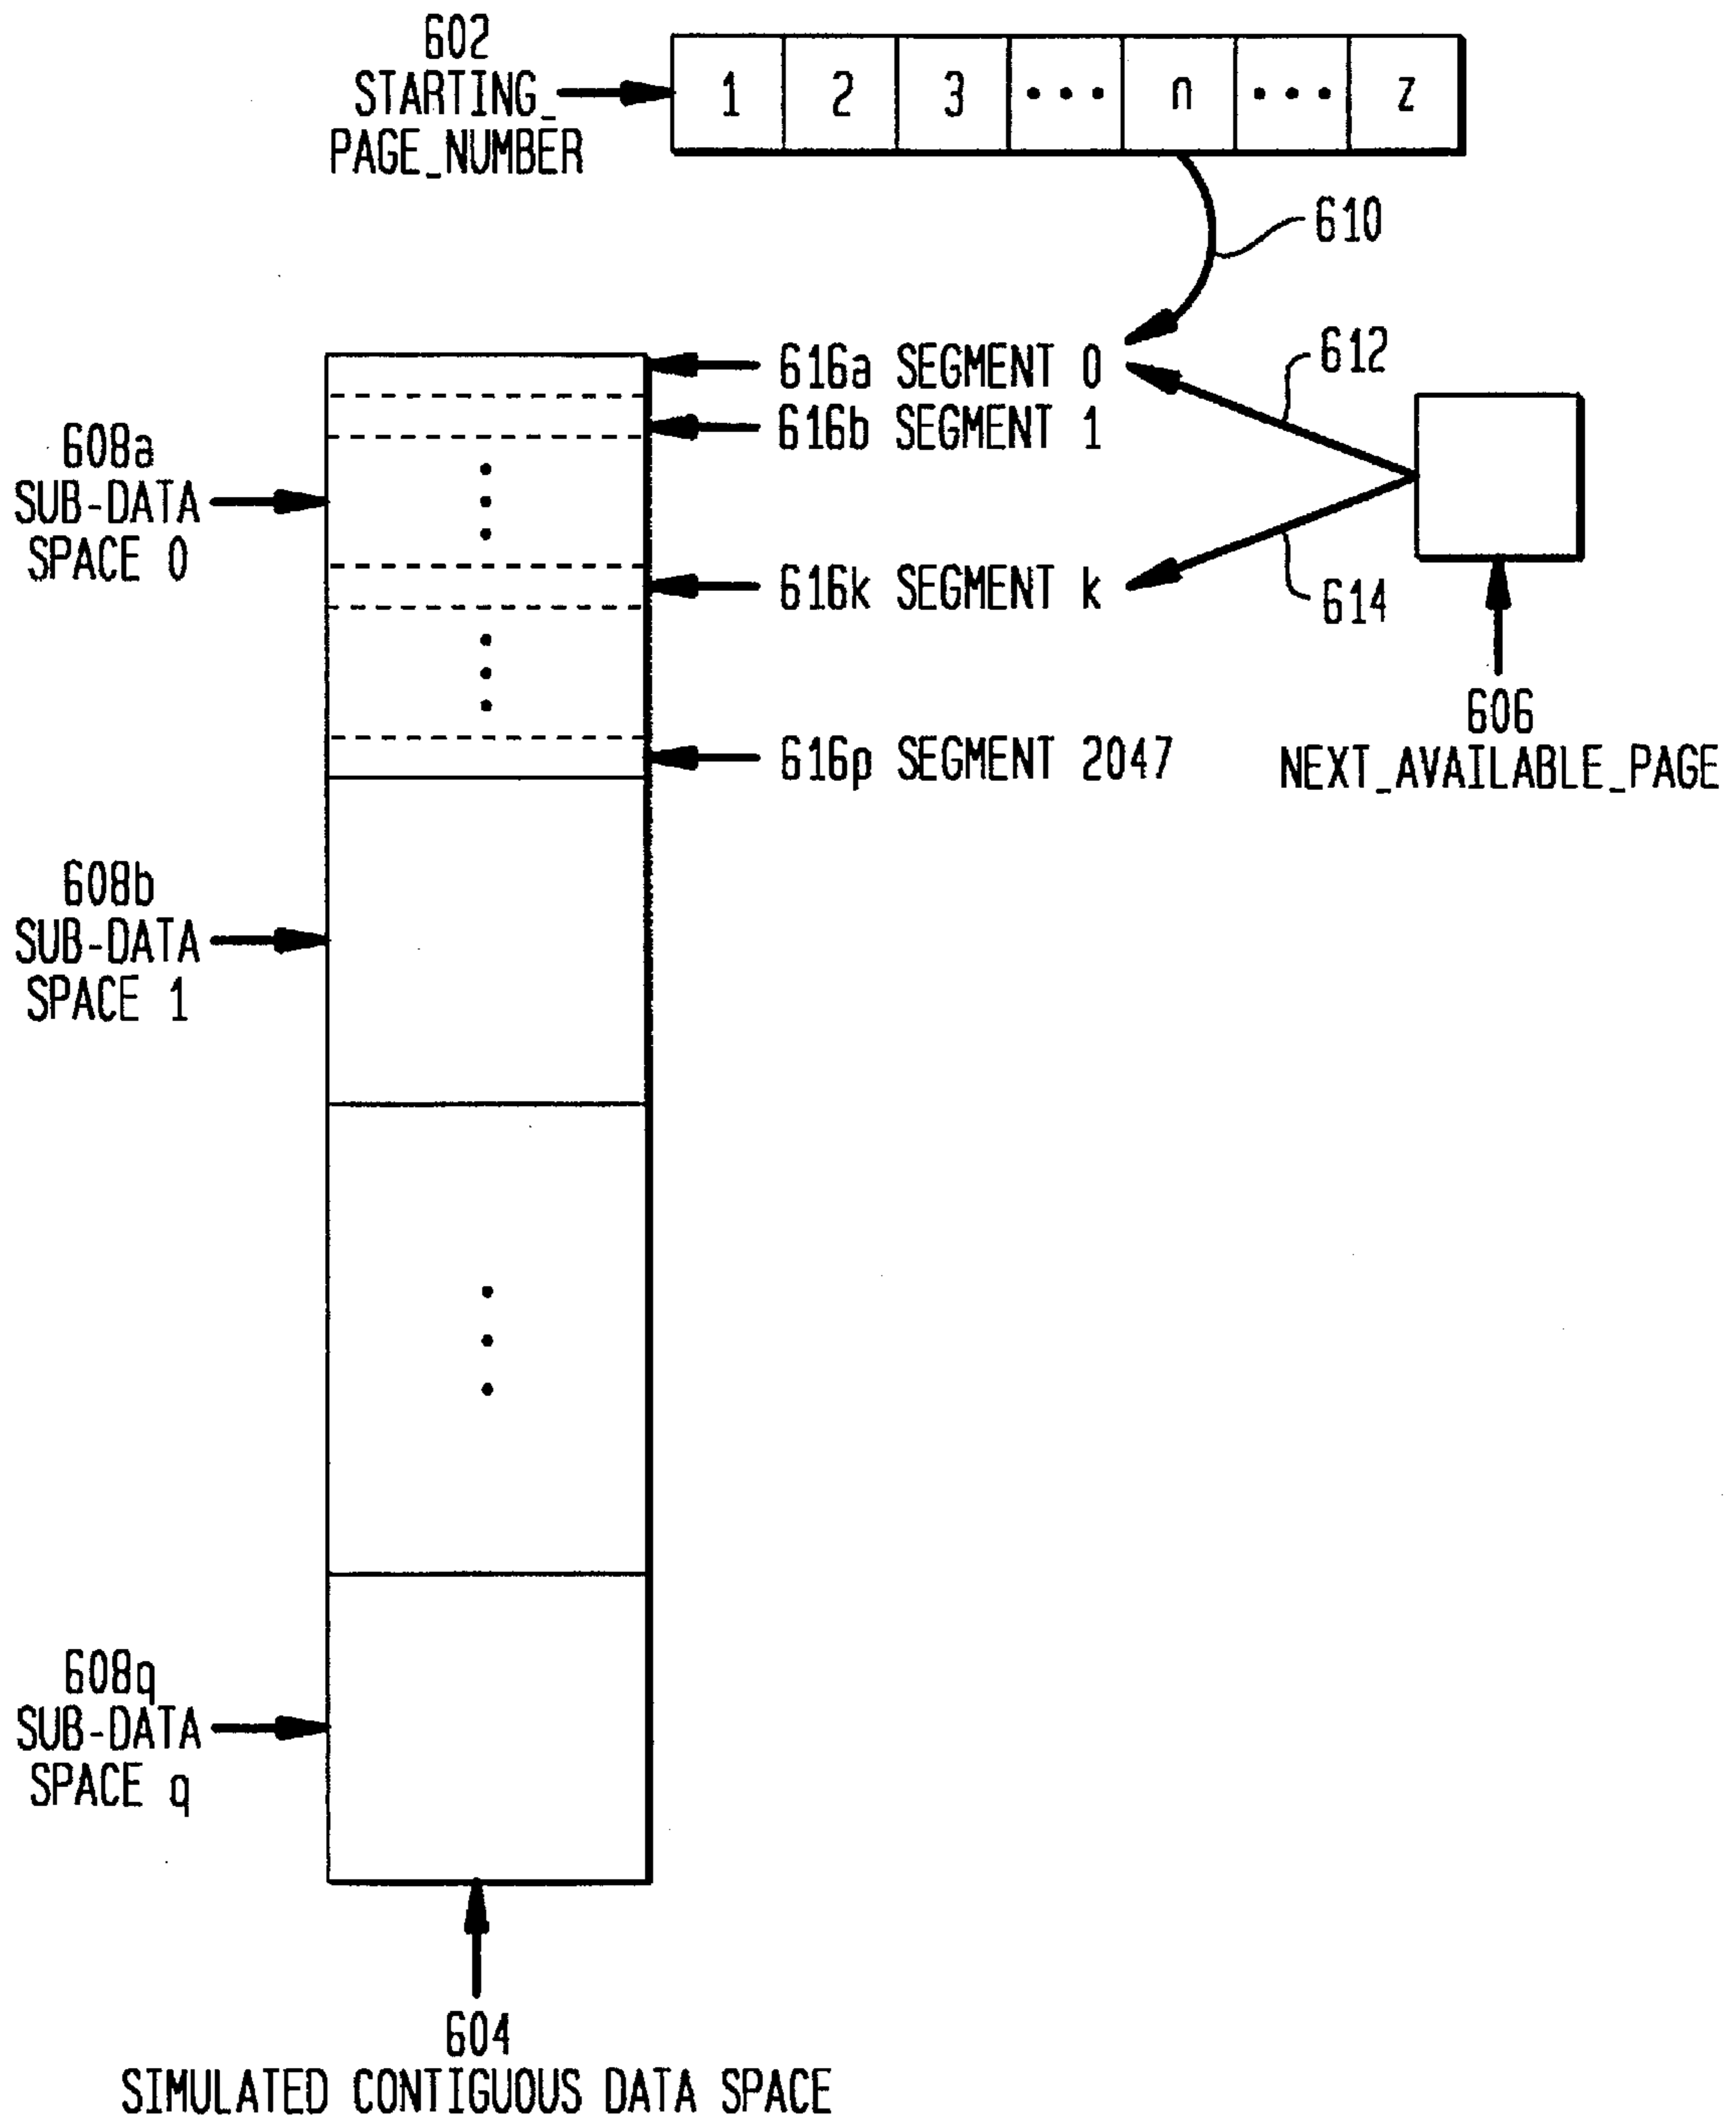 602
STARTING_
PAGE_NUMBER
1 2 3 ••• n ••• z
610
616a SEGMENT 0
612
616b SEGMENT 1
608a
SUB-DATA
SPACE 0
616k SEGMENT k
614
606
NEXT_AVAILABLE_PAGE
616p SEGMENT 2047
608b
SUB-DATA
SPACE 1
608q
SUB-DATA
SPACE q
604
SIMULATED CONTIGUOUS DATA SPACE